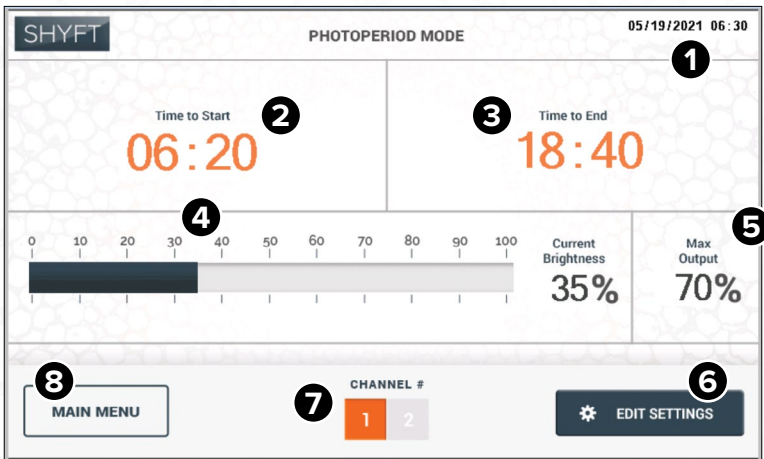 SHYFT
PHOTOPERIOD MODE
05/19/2021 06:30
1
Time to Start
2
06:20
3
Time to End
18:40
4
0 10 20 30 40 50 60 70 80 90 100
Current
Brightness
35%
5
Max
Output
70%
8
MAIN MENU
7
CHANNEL #
1 2
6
EDIT SETTINGS